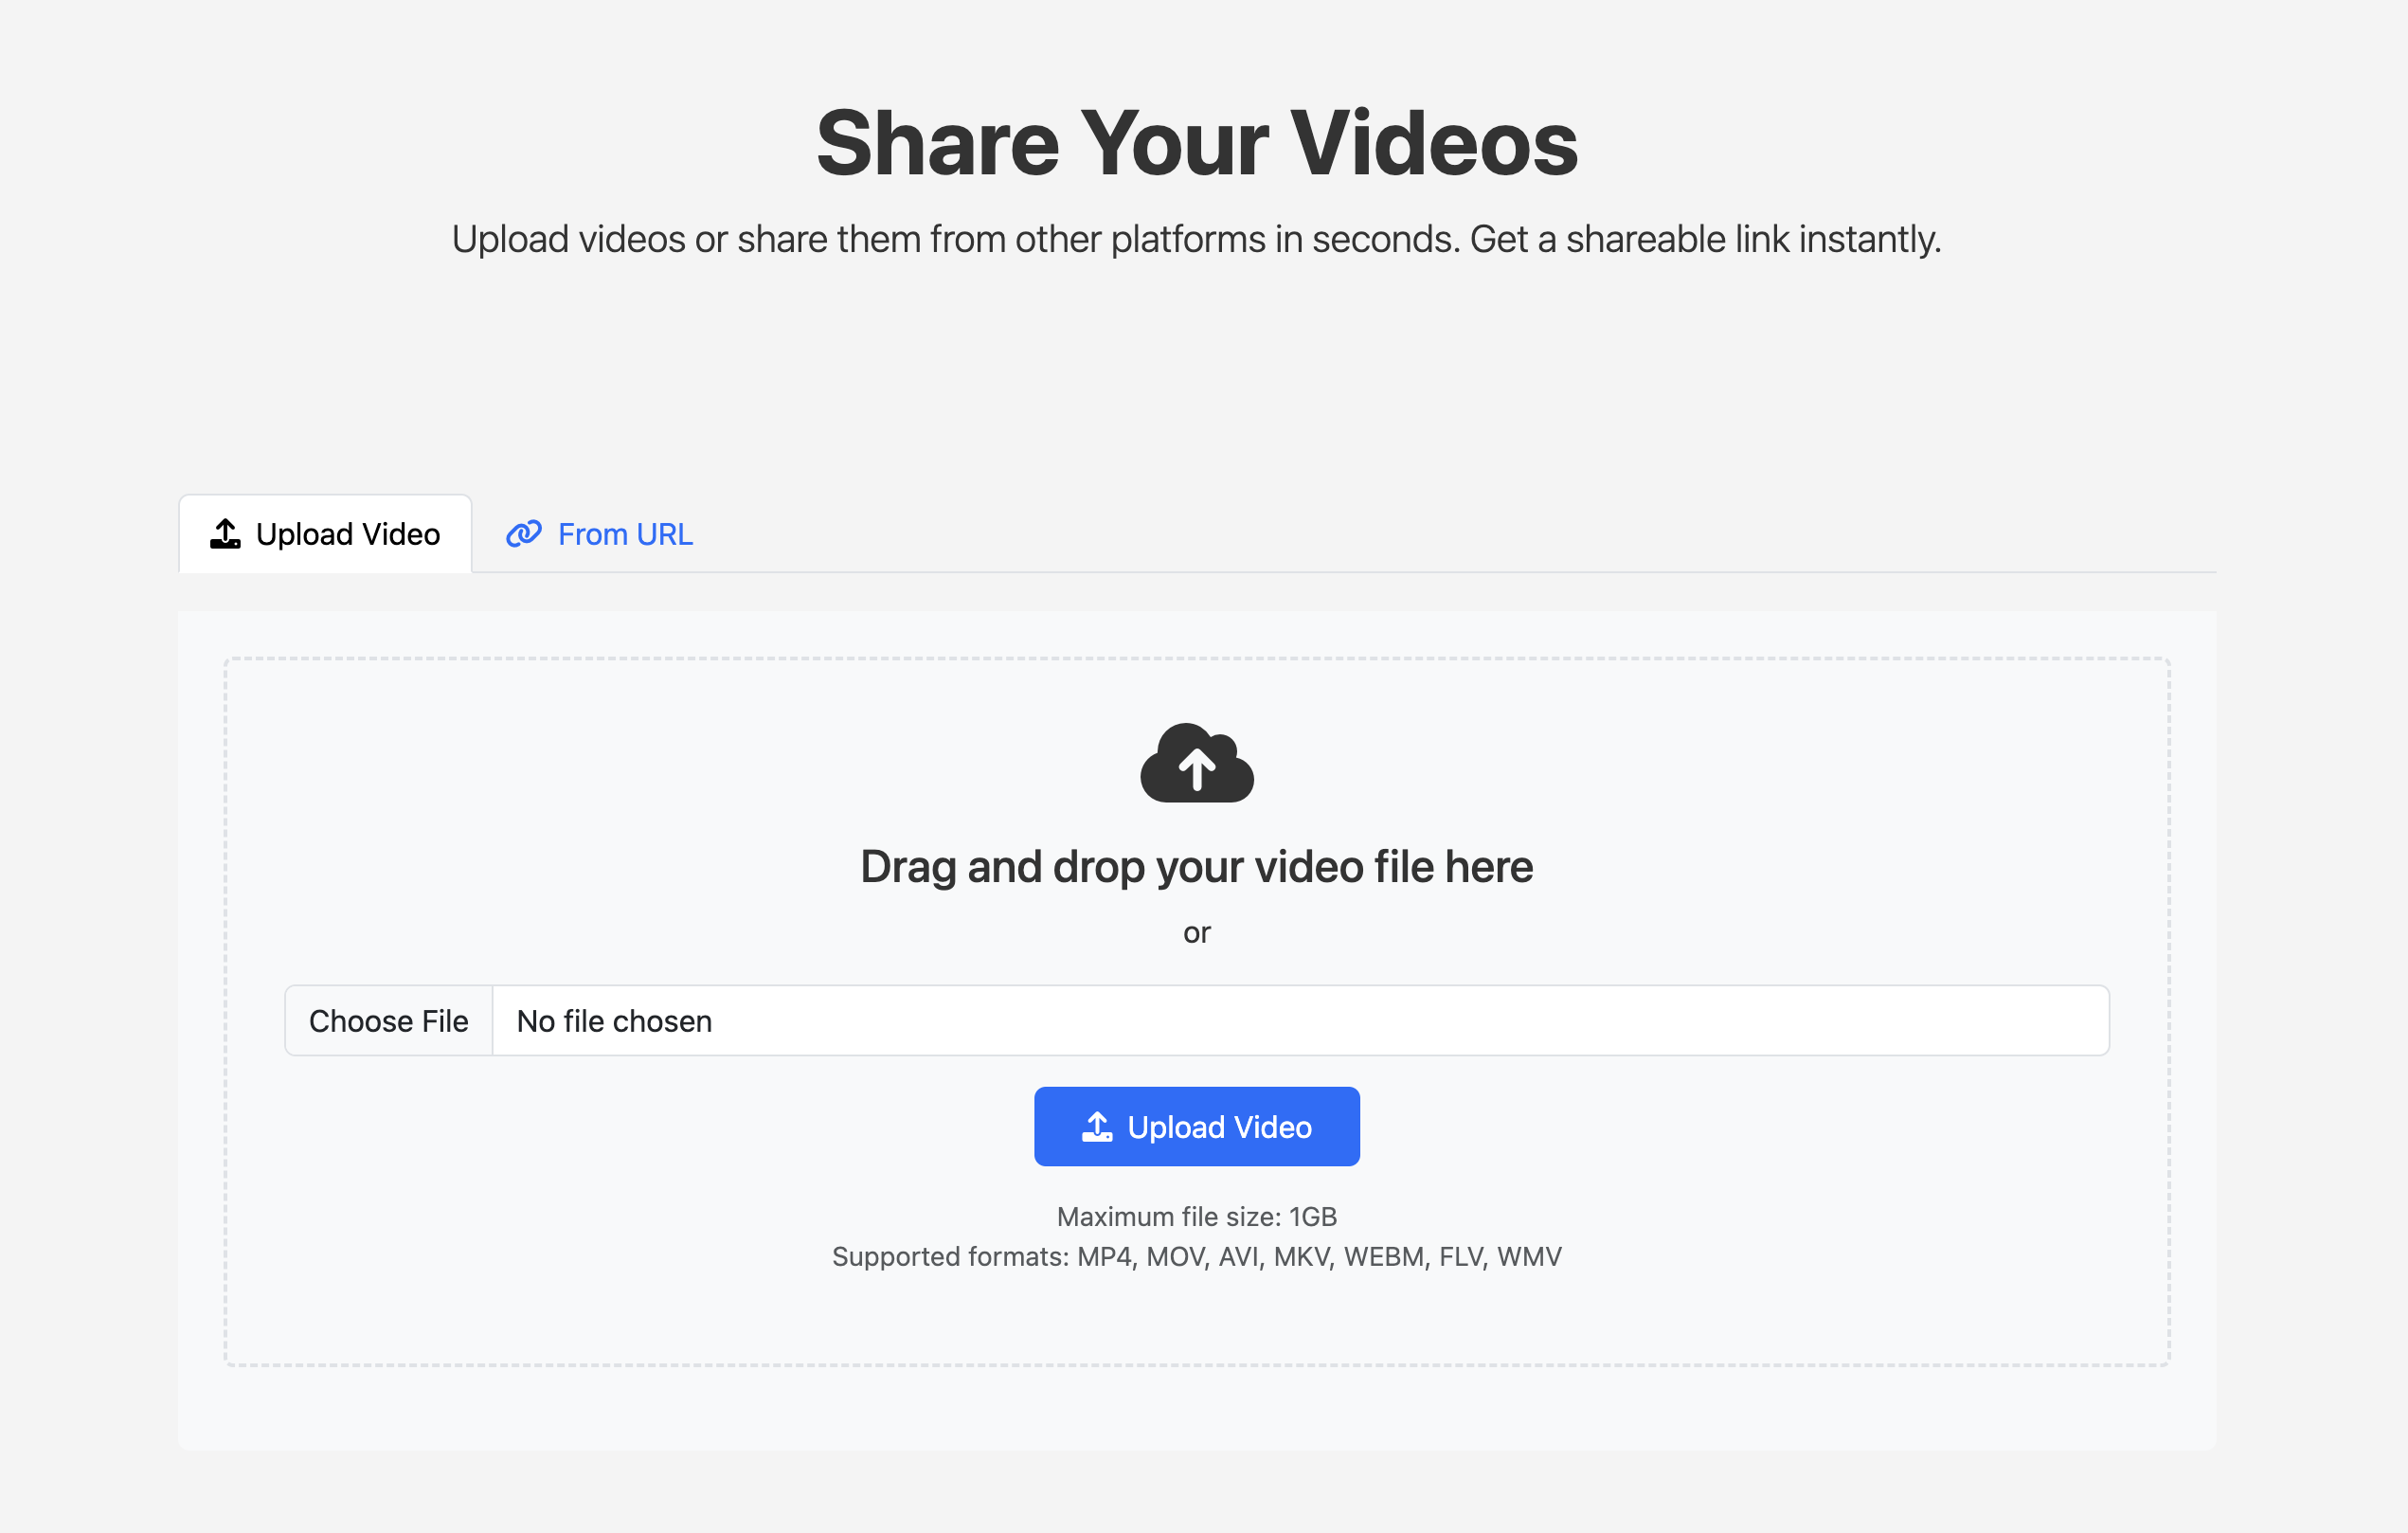 Share Your Videos
Upload videos or share them from other platforms in seconds. Get a shareable link instantly.
Upload Video
From URL
Drag and drop your video file here
or
Choose File
No file chosen
Upload Video
Maximum file size: 1GB
Supported formats: MP4, MOV, AVI, MKV, WEBM, FLV, WMV